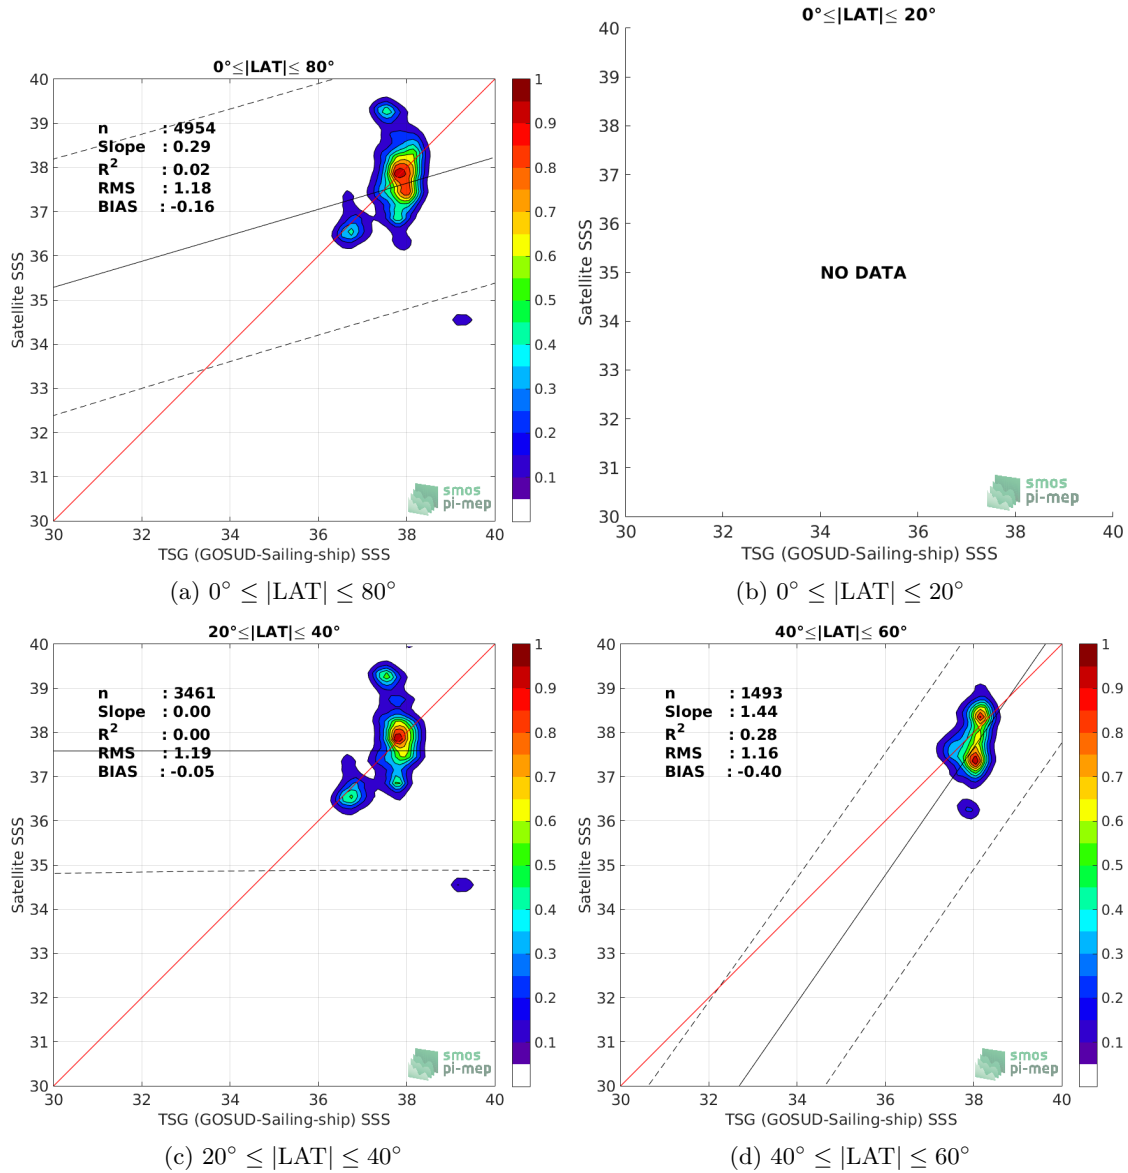 0°≤|LAT|≤ 80°
n : 4954
Slope : 0.29
R² : 0.02
RMS : 1.18
BIAS : -0.16
40
39
38
37
36
35
34
33
32
31
30
30 32 34 36 38 40
Satellite SSS
TSG (GOSUD-Sailing-ship) SSS
1
0.9
0.8
0.7
0.6
0.5
0.4
0.3
0.2
0.1
smos
pi-mep
(a) 0° ≤ |LAT| ≤ 80°
0°≤|LAT|≤ 20°
40
39
38
37
36
35
34
33
32
31
30
30 32 34 36 38 40
Satellite SSS
NO DATA
TSG (GOSUD-Sailing-ship) SSS
smos
pi-mep
(b) 0° ≤ |LAT| ≤ 20°
20°≤|LAT|≤ 40°
n : 3461
Slope : 0.00
R² : 0.00
RMS : 1.19
BIAS : -0.05
40
39
38
37
36
35
34
33
32
31
30
30 32 34 36 38 40
Satellite SSS
TSG (GOSUD-Sailing-ship) SSS
1
0.9
0.8
0.7
0.6
0.5
0.4
0.3
0.2
0.1
smos
pi-mep
(c) 20° ≤ |LAT| ≤ 40°
40°≤|LAT|≤ 60°
n : 1493
Slope : 1.44
R² : 0.28
RMS : 1.16
BIAS : -0.40
40
39
38
37
36
35
34
33
32
31
30
30 32 34 36 38 40
Satellite SSS
TSG (GOSUD-Sailing-ship) SSS
1
0.9
0.8
0.7
0.6
0.5
0.4
0.3
0.2
0.1
smos
pi-mep
(d) 40° ≤ |LAT| ≤ 60°